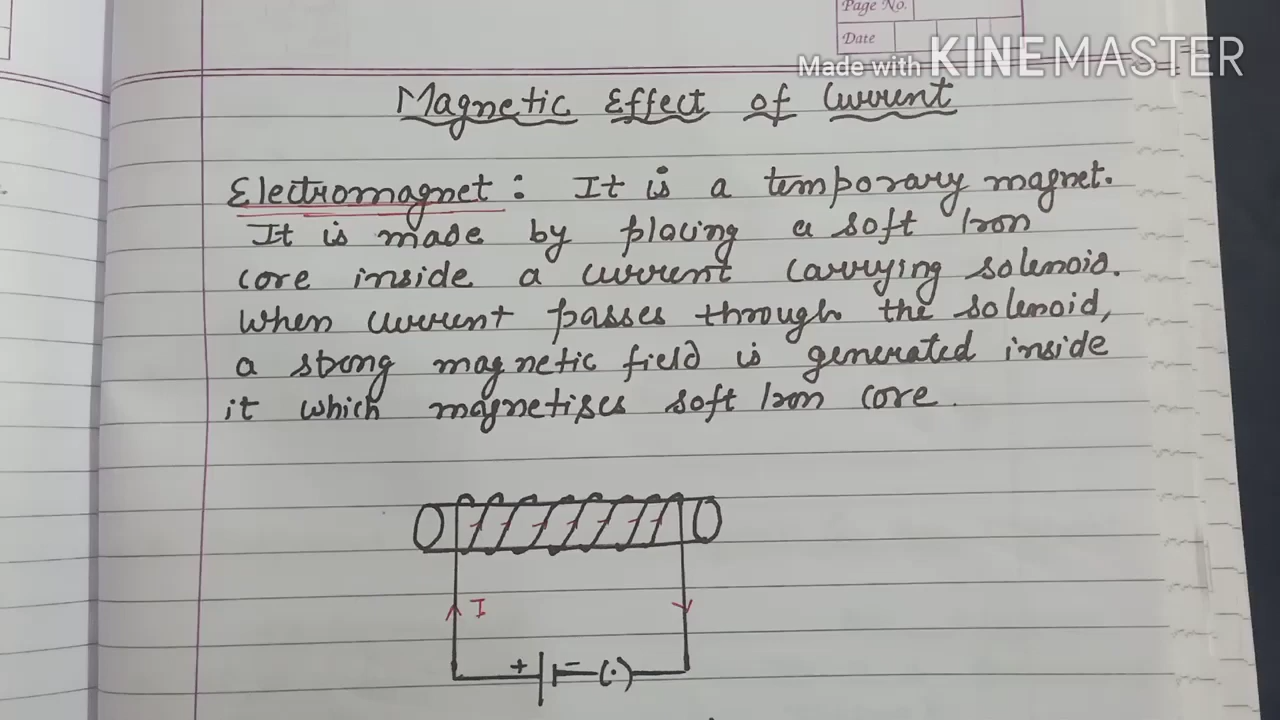 Page No.
Date
Made with KINEMASTER
Magnetic Effect of Current
Electromagnet : It is a temporary magnet.
It is made by placing a soft Iron
core inside a current carrying solenoid.
When current passes through the solenoid,
a strong magnetic field is generated inside
it which magnetises soft Iron core.
I
+ −